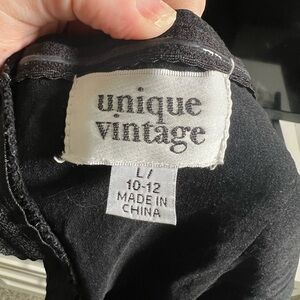 unique
vintage
L/
10-12
MADE IN
CHINA